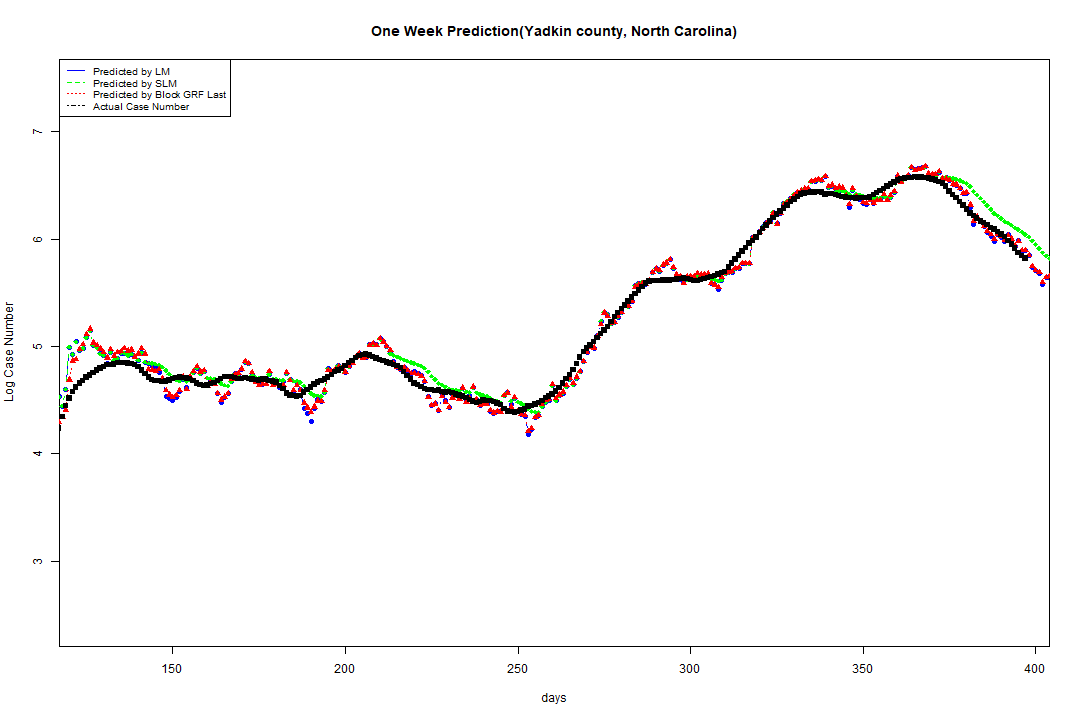 One Week Prediction(Yadkin county, North Carolina)
Predicted by LM
Predicted by SLM
Predicted by Block GRF Last
Actual Case Number
7
6
5
4
3
Log Case Number
150 200 250 300 350 400
days